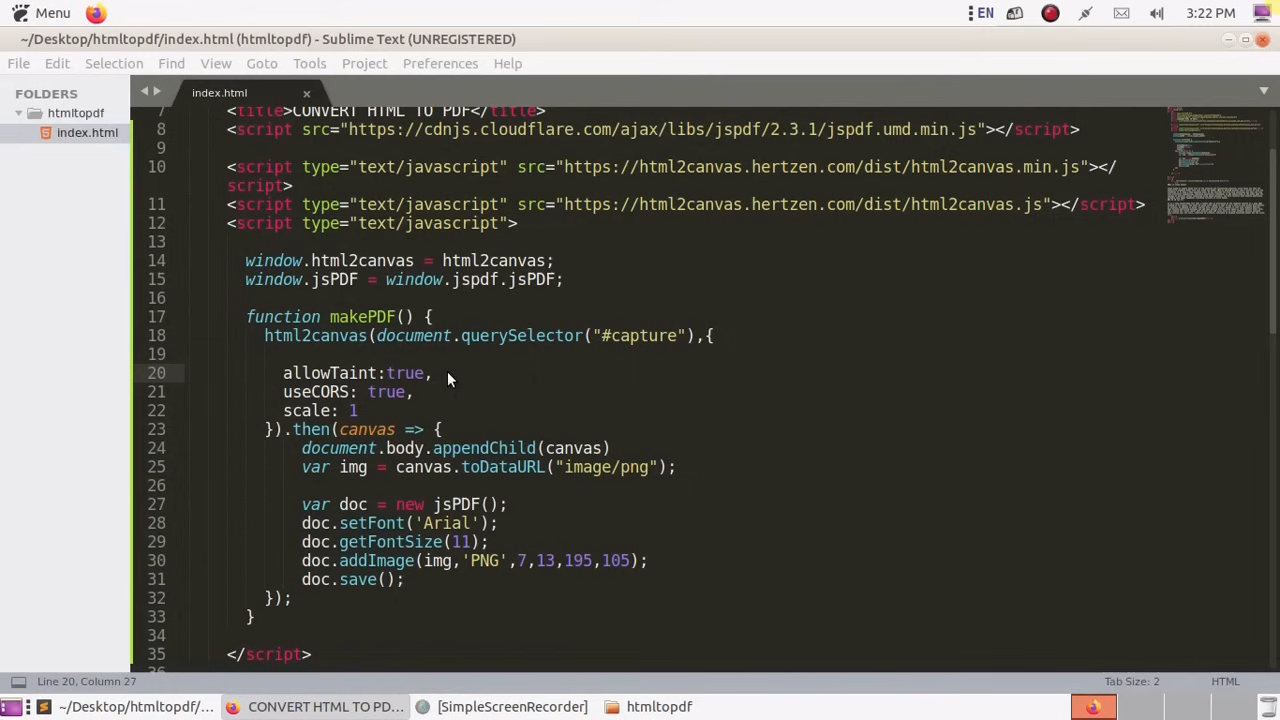 Menu EN 3:22 PM
~/Desktop/htmltopdf/index.html (htmltopdf) - Sublime Text (UNREGISTERED)
File Edit Selection Find View Goto Tools Project Preferences Help
FOLDERS
htmltopdf
index.html
index.html
7 <title>CONVERT HTML TO PDF</title>
8 <script src="https://cdnjs.cloudflare.com/ajax/libs/jspdf/2.3.1/jspdf.umd.min.js"></script>
9
10 <script type="text/javascript" src="https://html2canvas.hertzen.com/dist/html2canvas.min.js"></
script>
11 <script type="text/javascript" src="https://html2canvas.hertzen.com/dist/html2canvas.js"></script>
12 <script type="text/javascript">
13
14 window.html2canvas = html2canvas;
15 window.jsPDF = window.jspdf.jsPDF;
16
17 function makePDF() {
18 html2canvas(document.querySelector("#capture"),{
19
20 allowTaint:true,
21 useCORS: true,
22 scale: 1
23 }).then(canvas => {
24 document.body.appendChild(canvas)
25 var img = canvas.toDataURL("image/png");
26
27 var doc = new jsPDF();
28 doc.setFont('Arial');
29 doc.getFontSize(11);
30 doc.addImage(img,'PNG',7,13,195,105);
31 doc.save();
32 });
33 }
34
35 </script>
36
Line 20, Column 27 Tab Size: 2 HTML
~/Desktop/htmltopdf/... CONVERT HTML TO PD... [SimpleScreenRecorder] htmltopdf